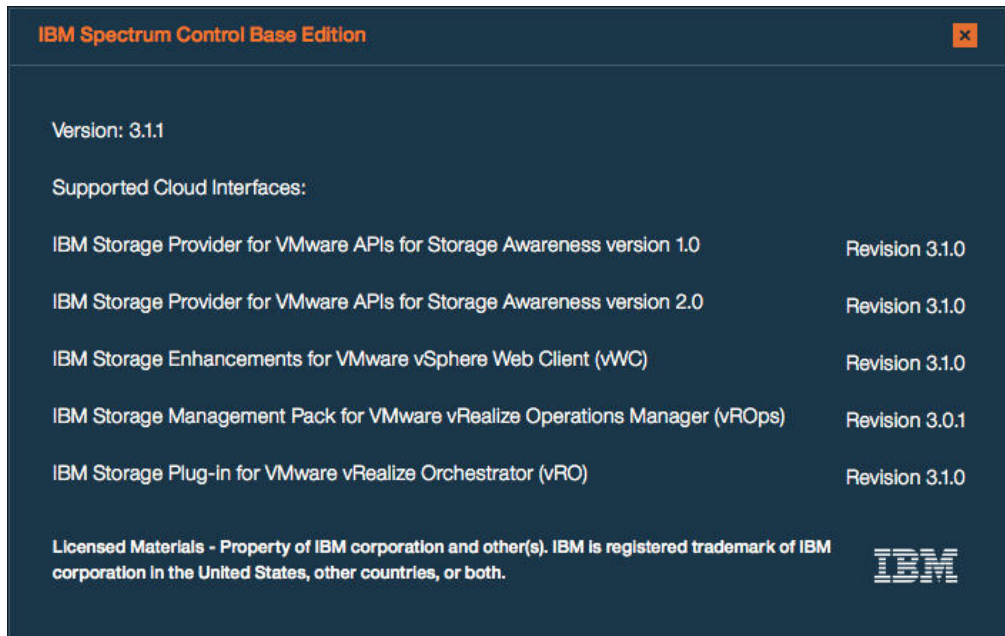 IBM Spectrum Control Base Edition
Version: 3.1.1
Supported Cloud Interfaces:
IBM Storage Provider for VMware APIs for Storage Awareness version 1.0 Revision 3.1.0
IBM Storage Provider for VMware APIs for Storage Awareness version 2.0 Revision 3.1.0
IBM Storage Enhancements for VMware vSphere Web Client (vWC) Revision 3.1.0
IBM Storage Management Pack for VMware vRealize Operations Manager (vROps) Revision 3.0.1
IBM Storage Plug-in for VMware vRealize Orchestrator (vRO) Revision 3.1.0
Licensed Materials - Property of IBM corporation and other(s). IBM is registered trademark of IBM
corporation in the United States, other countries, or both.
IBM